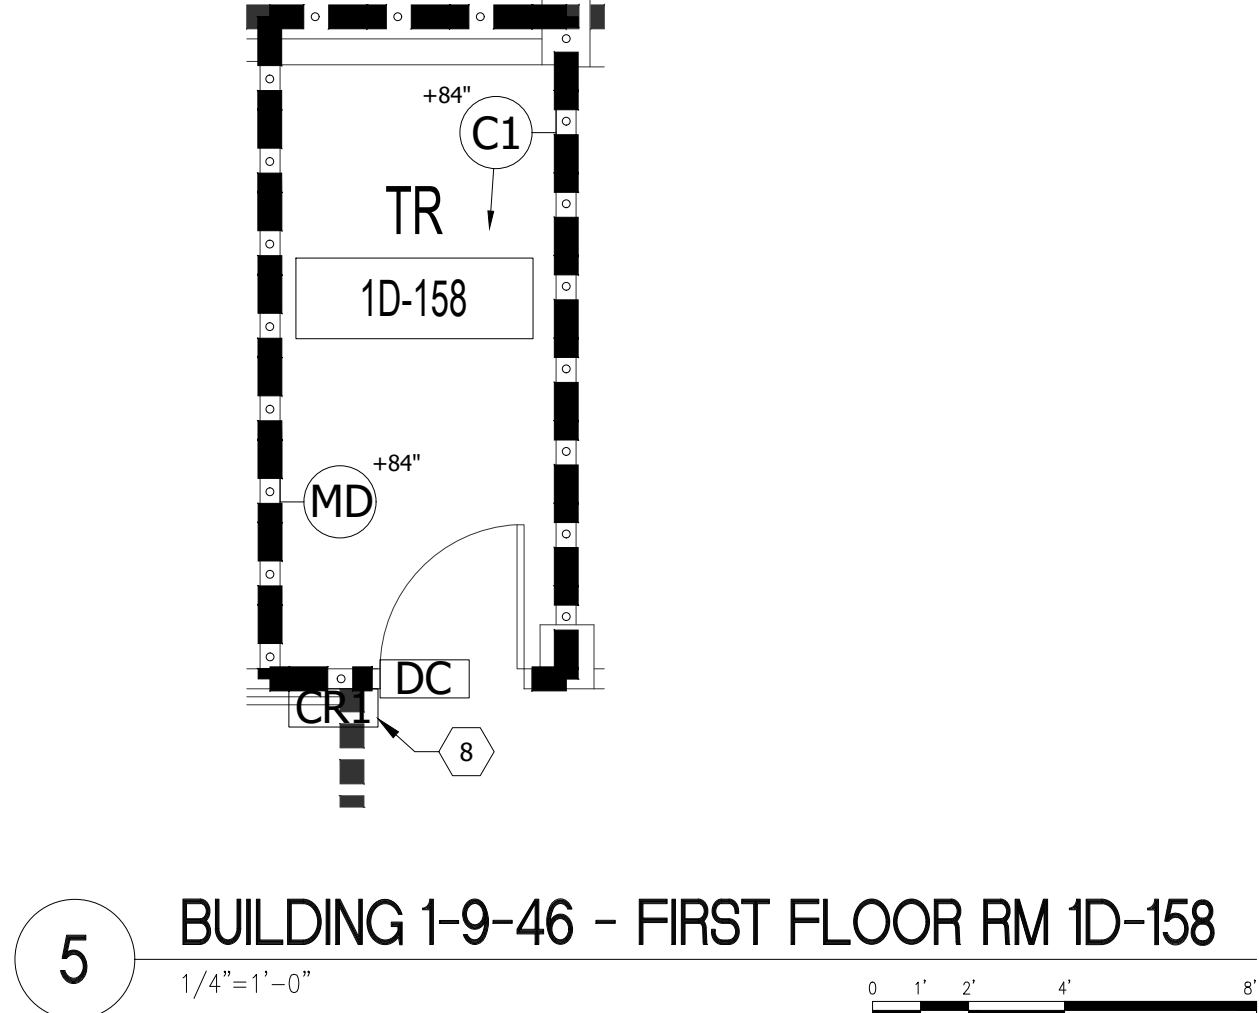 +84"
C1
TR
1D-158
+84"
MD
DC
CR1
8
5
BUILDING 1-9-46 - FIRST FLOOR RM 1D-158
1/4"=1'-0"
0 1' 2' 4' 8'